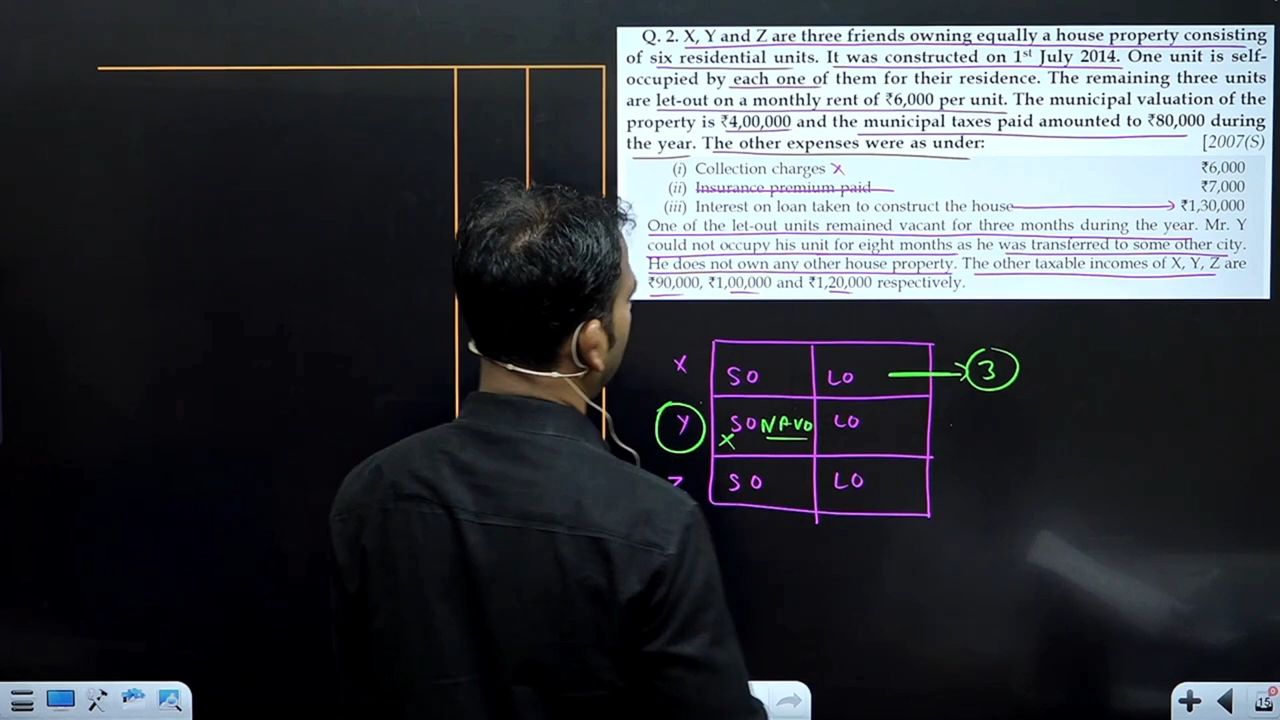 Q. 2. X, Y and Z are three friends owning equally a house property consisting
of six residential units. It was constructed on 1st July 2014. One unit is self-
occupied by each one of them for their residence. The remaining three units
are let-out on a monthly rent of ₹6,000 per unit. The municipal valuation of the
property is ₹4,00,000 and the municipal taxes paid amounted to ₹80,000 during
the year. The other expenses were as under: [2007(S)
(i) Collection charges X ₹6,000
(ii) Insurance premium paid ₹7,000
(iii) Interest on loan taken to construct the house ₹1,30,000
One of the let-out units remained vacant for three months during the year. Mr. Y
could not occupy his unit for eight months as he was transferred to some other city.
He does not own any other house property. The other taxable incomes of X, Y, Z are
₹90,000, ₹1,00,000 and ₹1,20,000 respectively.
X SO LO 3
Y SO NAVO LO
X
Z SO LO
15